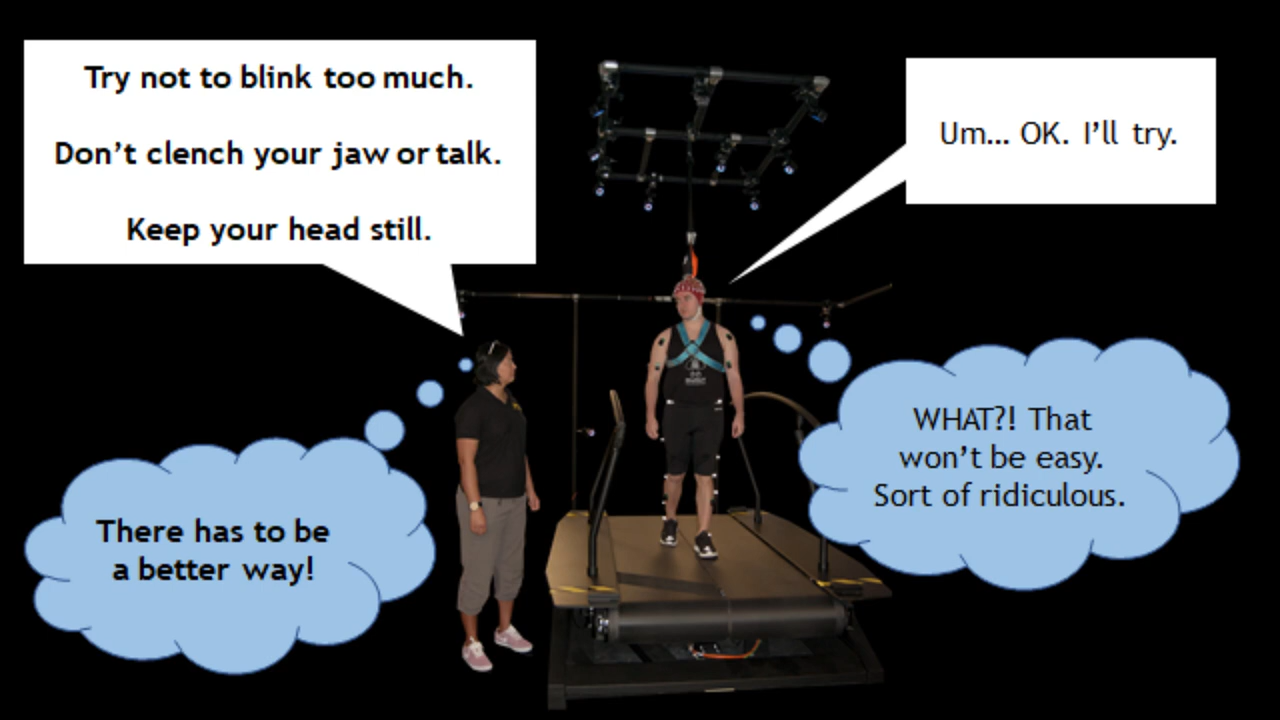 Try not to blink too much.
Don’t clench your jaw or talk.
Keep your head still.
Um... OK. I’ll try.
WHAT?! That
won’t be easy.
Sort of ridiculous.
There has to be
a better way!